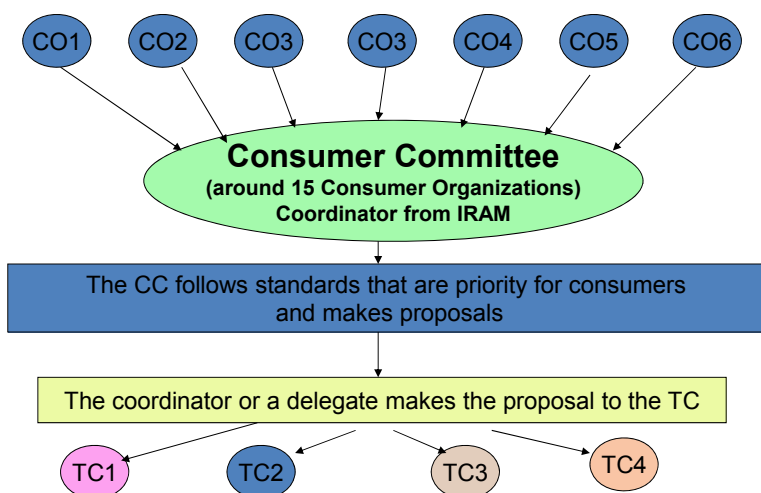 CO1 CO2 CO3 CO3 CO4 CO5 CO6
Consumer Committee
(around 15 Consumer Organizations)
Coordinator from IRAM
The CC follows standards that are priority for consumers
and makes proposals
The coordinator or a delegate makes the proposal to the TC
TC1 TC2 TC3 TC4